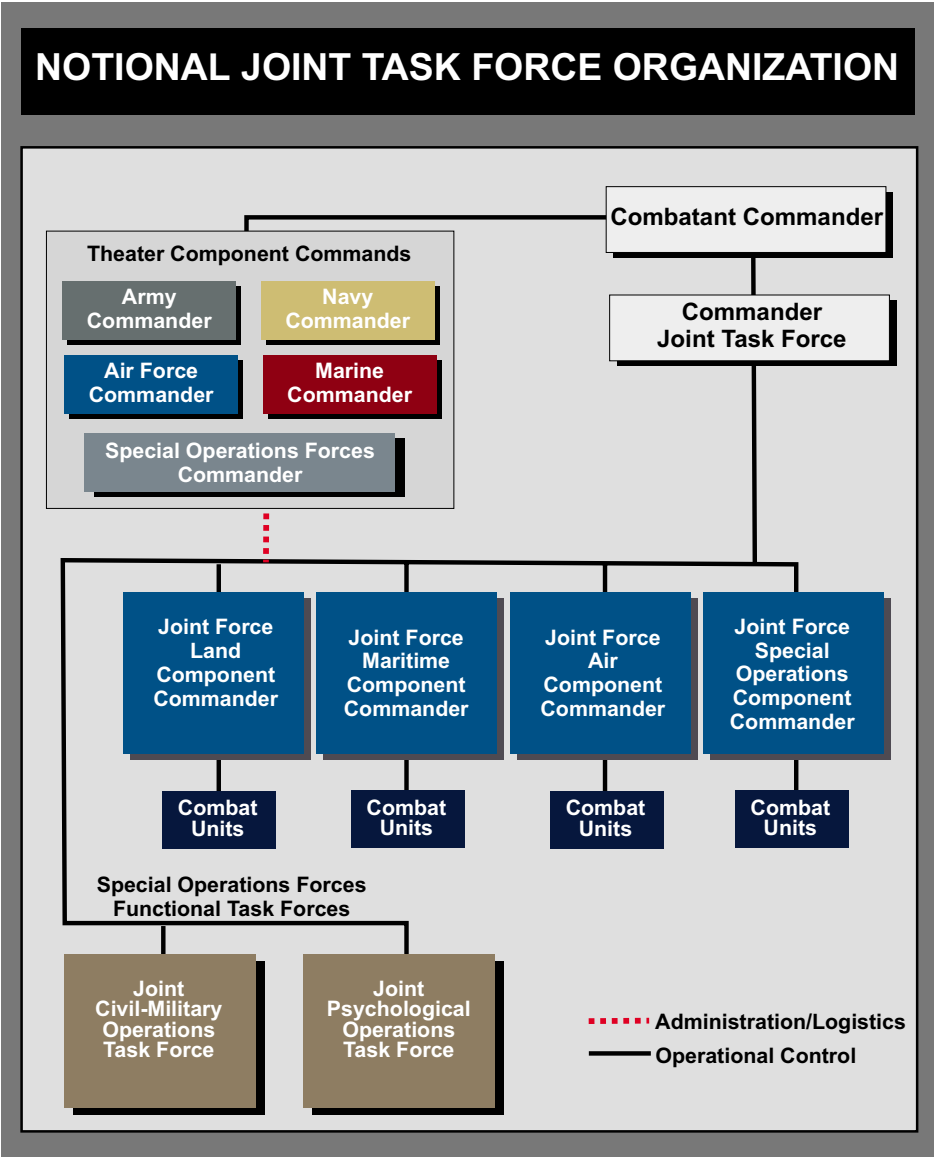 NOTIONAL JOINT TASK FORCE ORGANIZATION
Combatant Commander
Theater Component Commands
Army
Commander
Navy
Commander
Commander
Joint Task Force
Air Force
Commander
Marine
Commander
Special Operations Forces
Commander
Joint Force
Land
Component
Commander
Joint Force
Maritime
Component
Commander
Joint Force
Air
Component
Commander
Joint Force
Special
Operations
Component
Commander
Combat
Units
Combat
Units
Combat
Units
Combat
Units
Special Operations Forces
Functional Task Forces
Joint
Civil-Military
Operations
Task Force
Joint
Psychological
Operations
Task Force
Administration/Logistics
Operational Control